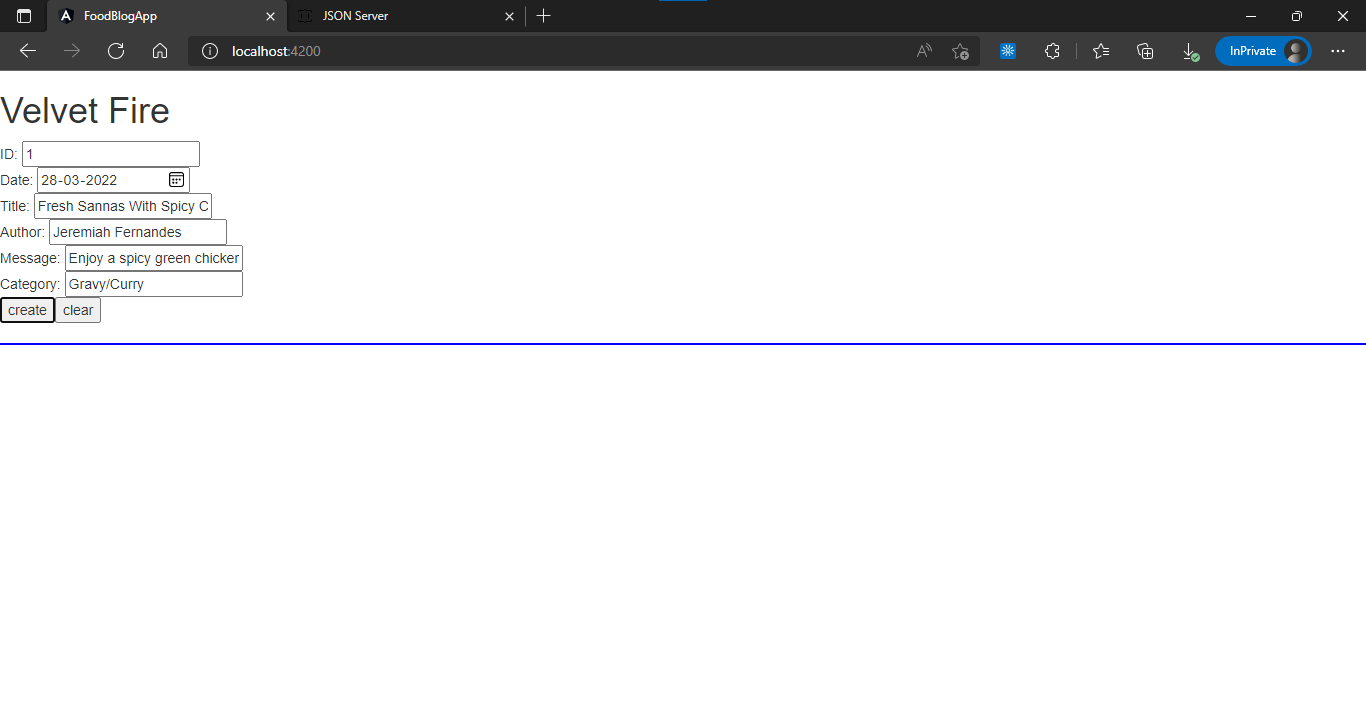 FoodBlogApp
JSON Server
localhost:4200
InPrivate
Velvet Fire
ID: 1
Date: 28-03-2022
Title: Fresh Sannas With Spicy C
Author: Jeremiah Fernandes
Message: Enjoy a spicy green chicken
Category: Gravy/Curry
create clear